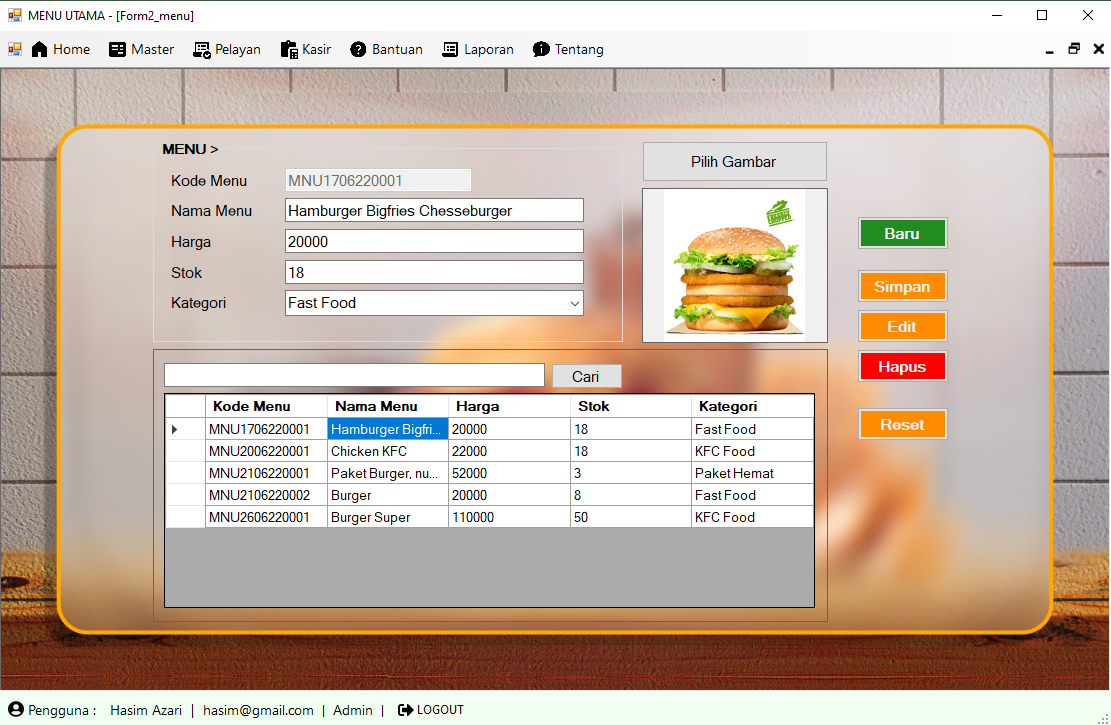 MENU UTAMA - [Form2_menu]
Home Master Pelayan Kasir Bantuan Laporan Tentang
MENU >
Pilih Gambar
Kode Menu MNU1706220001
Nama Menu Hamburger Bigfries Chesseburger
Harga 20000
Stok 18
Kategori Fast Food
Baru
Simpan
Edit
Hapus
Reset
Cari
Kode Menu Nama Menu Harga Stok Kategori
MNU1706220001 Hamburger Bigfri... 20000 18 Fast Food
MNU2006220001 Chicken KFC 22000 18 KFC Food
MNU2106220001 Paket Burger, nu... 52000 3 Paket Hemat
MNU2106220002 Burger 20000 8 Fast Food
MNU2606220001 Burger Super 110000 50 KFC Food
Pengguna : Hasim Azari | hasim@gmail.com | Admin | LOGOUT